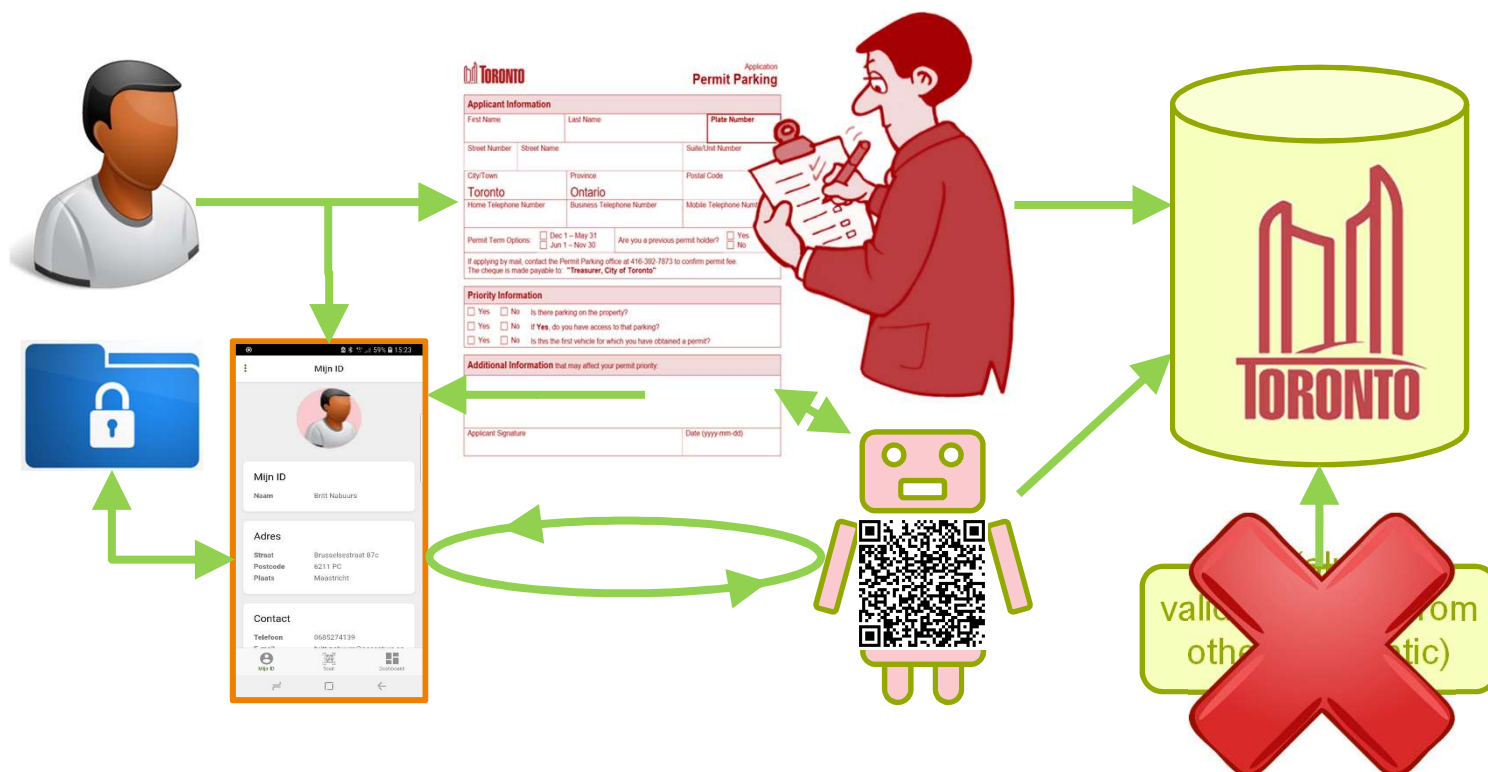 TORONTO
Application
Permit Parking
Applicant Information
First Name Last Name Plate Number
Street Number Street Name Suite/Unit Number
City/Town Province Postal Code
Toronto Ontario
Home Telephone Number Business Telephone Number Mobile Telephone
Permit Term Options: Dec 1 – May 31 Are you a previous permit holder? Yes
Jun 1 – Nov 30 No
If applying by mail, contact the Permit Parking office at 416-392-7873 to confirm permit fee.
The cheque is made payable to: "Treasurer, City of Toronto"
Priority Information
Yes No Is there parking on the property?
Yes No If Yes, do you have access to that parking?
Yes No Is this the first vehicle for which you have obtained a permit?
Additional Information that may affect your permit priority:
Applicant Signature Date (yyyy-mm-dd)
59% 15:23
Mijn ID
Mijn ID
Naam Britt Nabuurs
Adres
Straat Brusselsestraat 87c
Postcode 6211 PC
Plaats Maastricht
Contact
Telefoon 0685274139
Mijn ID Scan Dashboard
TORONTO